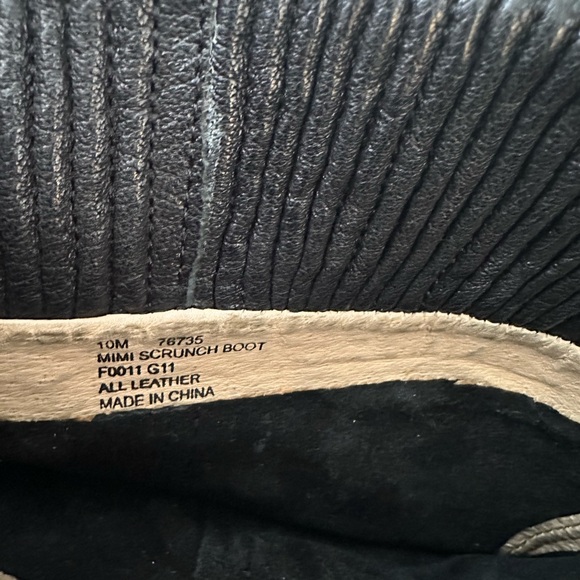 10M 76735
MIMI SCRUNCH BOOT
F0011 G11
ALL LEATHER
MADE IN CHINA